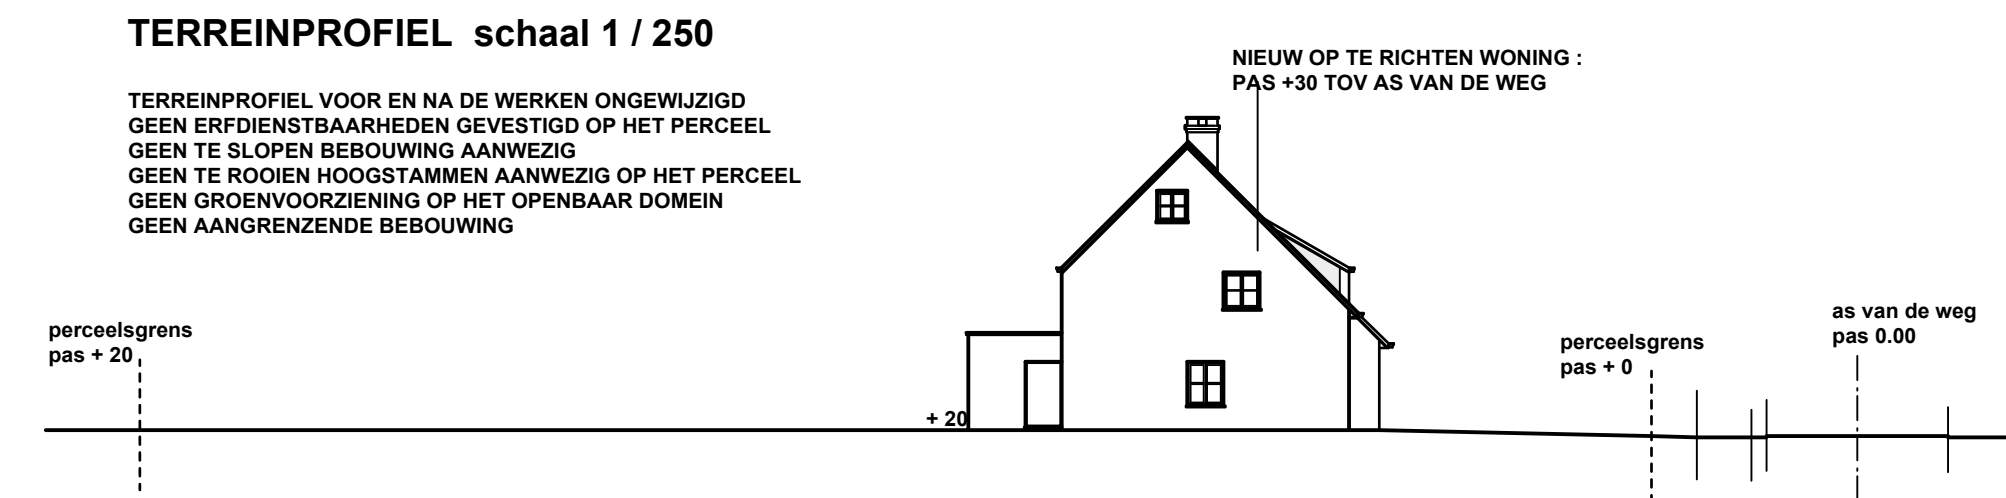 TERREINPROFIEL schaal 1 / 250
NIEUW OP TE RICHTEN WONING :
PAS +30 TOV AS VAN DE WEG
TERREINPROFIEL VOOR EN NA DE WERKEN ONGEWIJZIGD
GEEN ERFDIENSTBAARHEDEN GEVESTIGD OP HET PERCEEL
GEEN TE SLOPEN BEBOUWING AANWEZIG
GEEN TE ROOIEN HOOGSTAMMEN AANWEZIG OP HET PERCEEL
GEEN GROENVOORZIENING OP HET OPENBAAR DOMEIN
GEEN AANGRENZENDE BEBOUWING
perceelsgrens
pas + 20
+ 20
perceelsgrens
pas + 0
as van de weg
pas 0.00